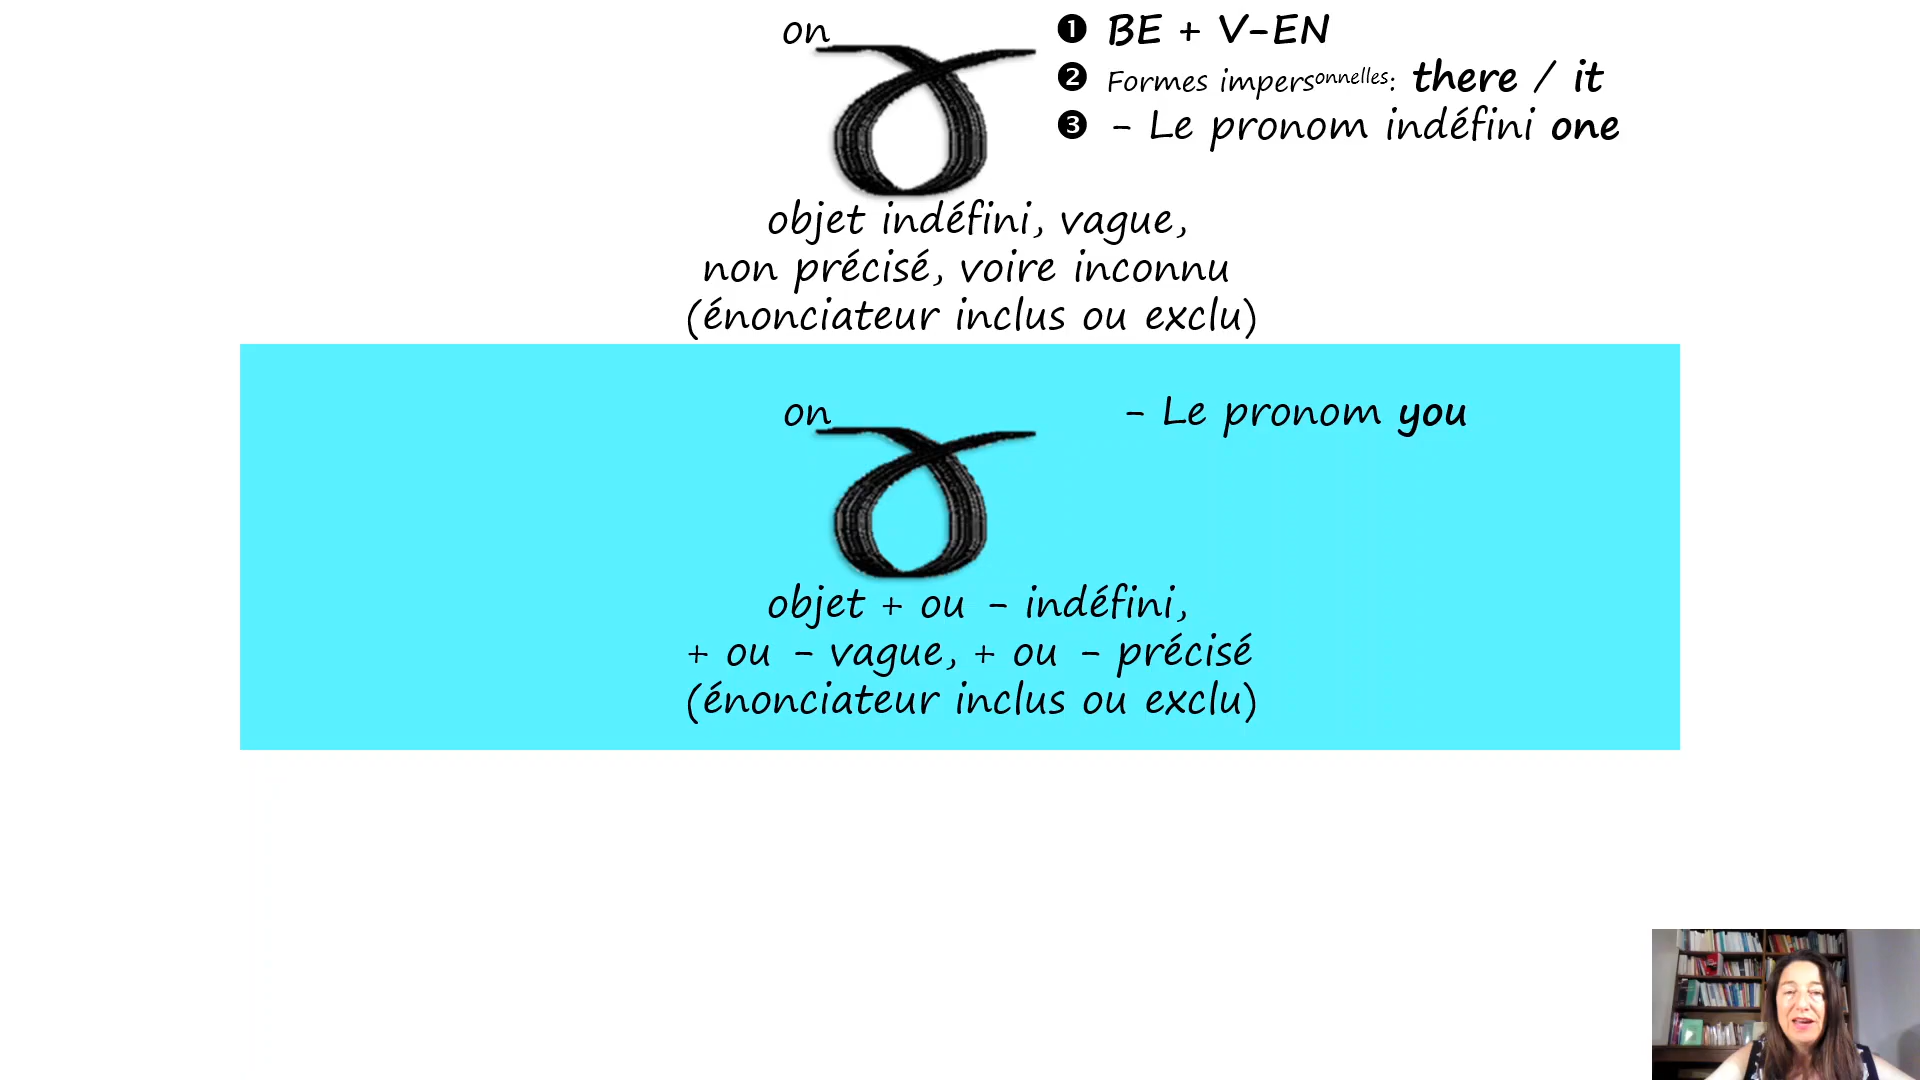 on
❶ BE + V-EN
❷ Formes impersonnelles: there / it
❸ - Le pronom indéfini one
objet indéfini, vague,
non précisé, voire inconnu
(énonciateur inclus ou exclu)
on
- Le pronom you
objet + ou - indéfini,
+ ou - vague, + ou - précisé
(énonciateur inclus ou exclu)